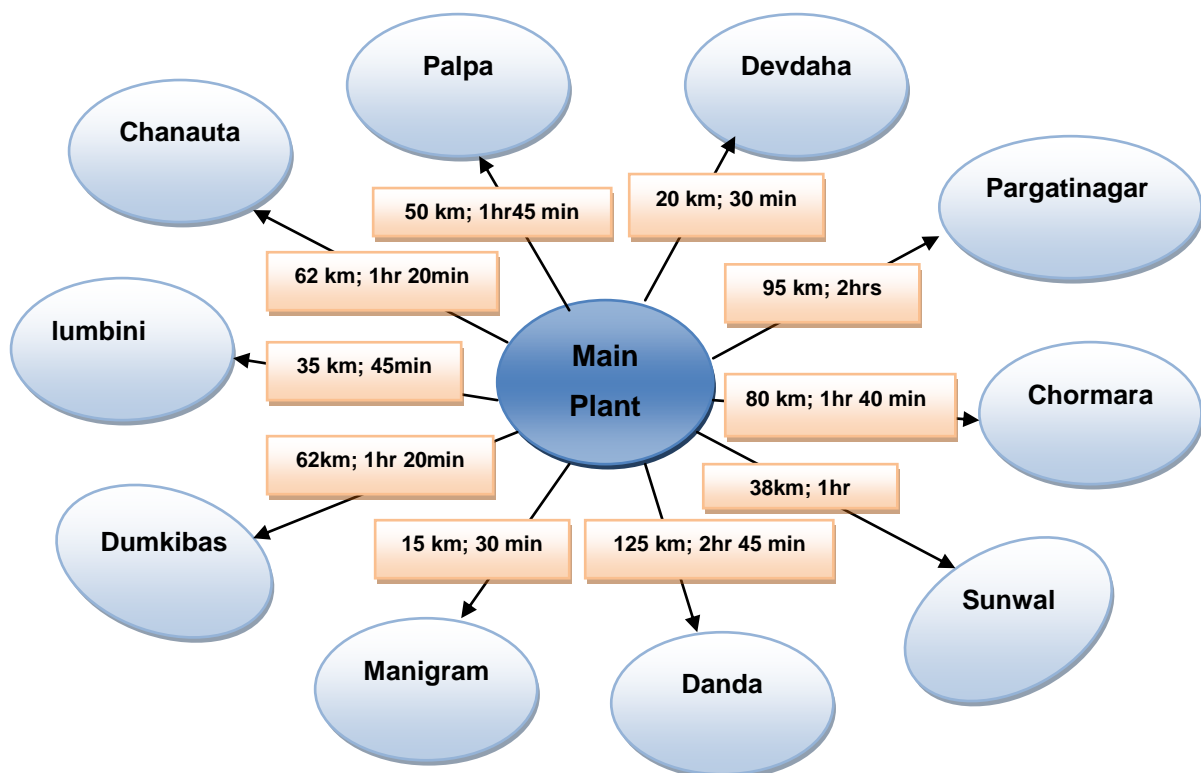 Palpa
Devdaha
Chanauta
Pargatinagar
50 km; 1hr45 min
20 km; 30 min
62 km; 1hr 20min
95 km; 2hrs
lumbini
35 km; 45min
Main
Plant
80 km; 1hr 40 min
Chormara
62km; 1hr 20min
38km; 1hr
Dumkibas
15 km; 30 min
125 km; 2hr 45 min
Sunwal
Manigram
Danda